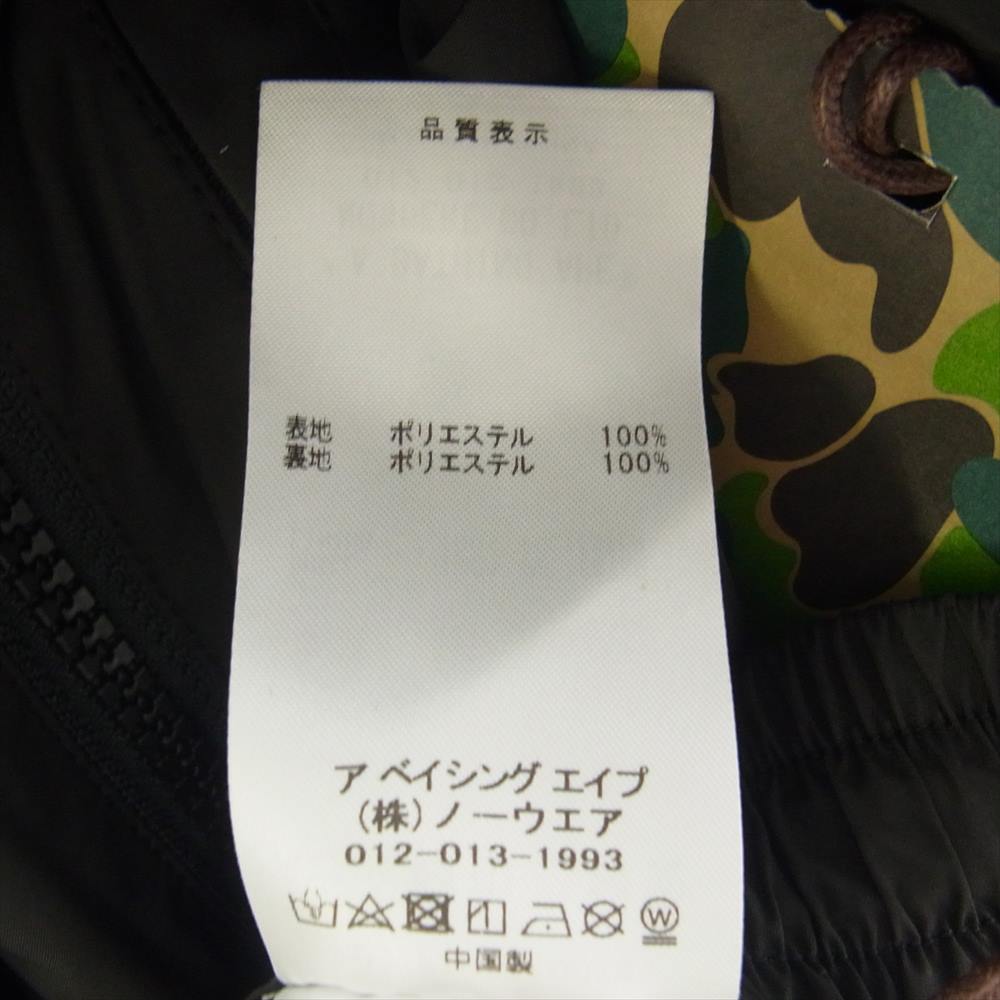 品質表示
表地 ポリエステル 100%
裏地 ポリエステル 100%
ア ベイシング エイプ
(株)ノーウエア
012-013-1993
W
中国製